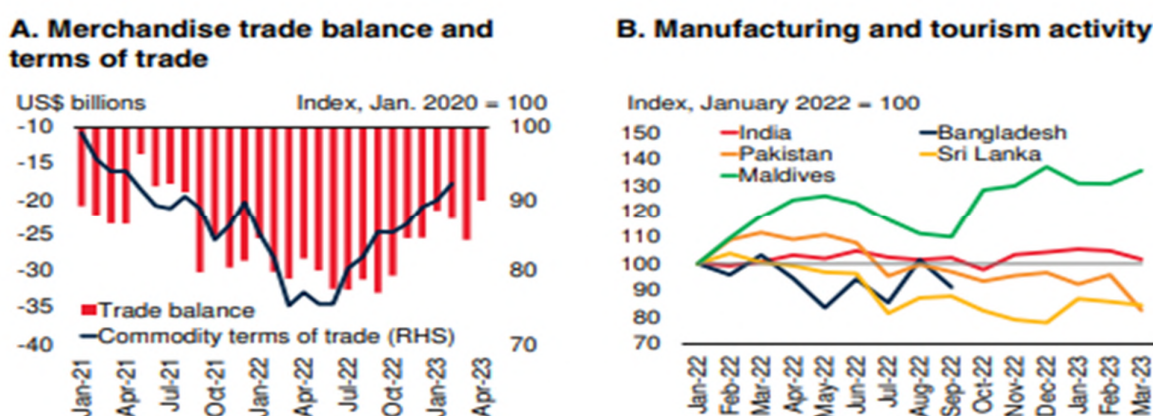 A. Merchandise trade balance and
terms of trade
US$ billions
Index, Jan. 2020 = 100
-10
-15
-20
-25
-30
-35
-40
100
90
80
70
Trade balance
Commodity terms of trade (RHS)
Jan-21
Apr-21
Jul-21
Oct-21
Jan-22
Apr-22
Jul-22
Oct-22
Jan-23
Apr-23
B. Manufacturing and tourism activity
Index, January 2022 = 100
150
140
130
120
110
100
90
80
70
India
Bangladesh
Pakistan
Sri Lanka
Maldives
Jan-22
Feb-22
Mar-22
Apr-22
May-22
Jun-22
Jul-22
Aug-22
Sep-22
Oct-22
Nov-22
Dec-22
Jan-23
Feb-23
Mar-23